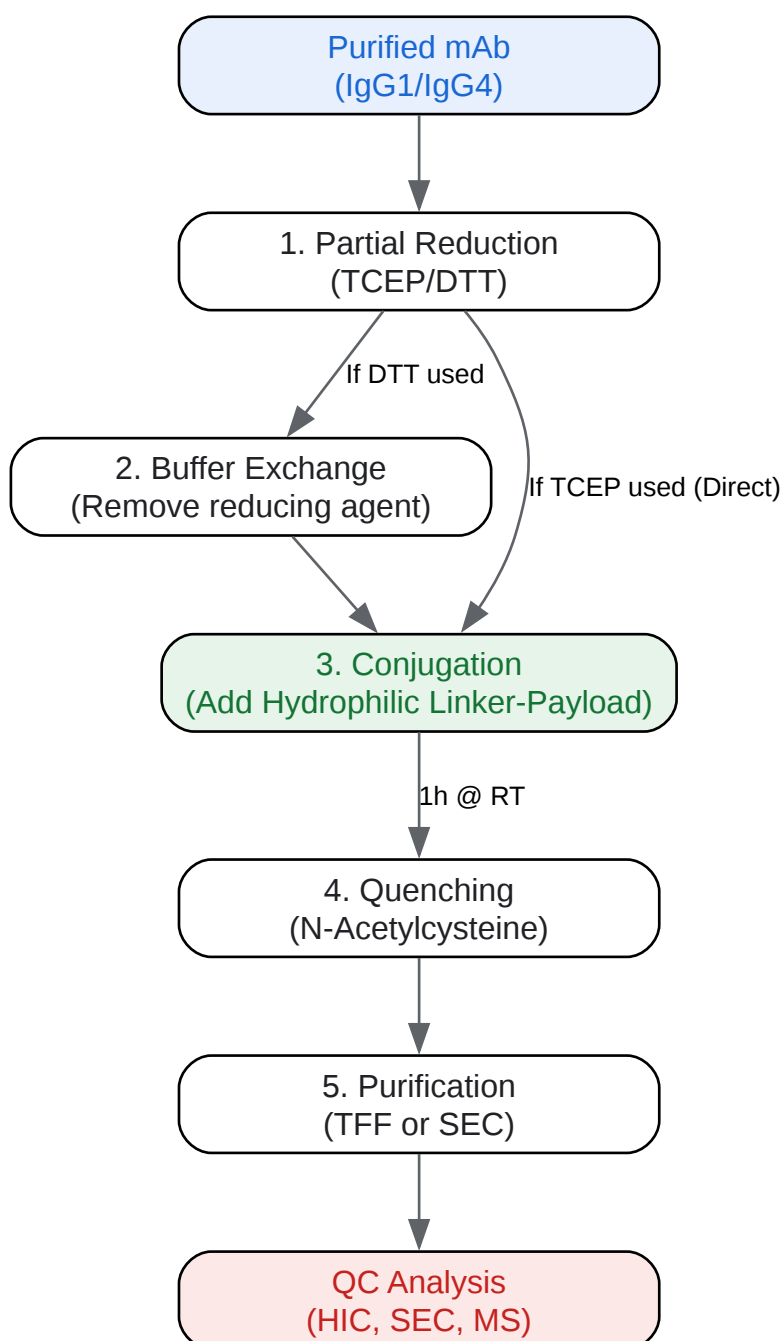 Purified mAb
(IgG1/IgG4)
1. Partial Reduction
(TCEP/DTT)
If DTT used
2. Buffer Exchange
(Remove reducing agent)
If TCEP used (Direct)
3. Conjugation
(Add Hydrophilic Linker-Payload)
1h @ RT
4. Quenching
(N-Acetylcysteine)
5. Purification
(TFF or SEC)
QC Analysis
(HIC, SEC, MS)